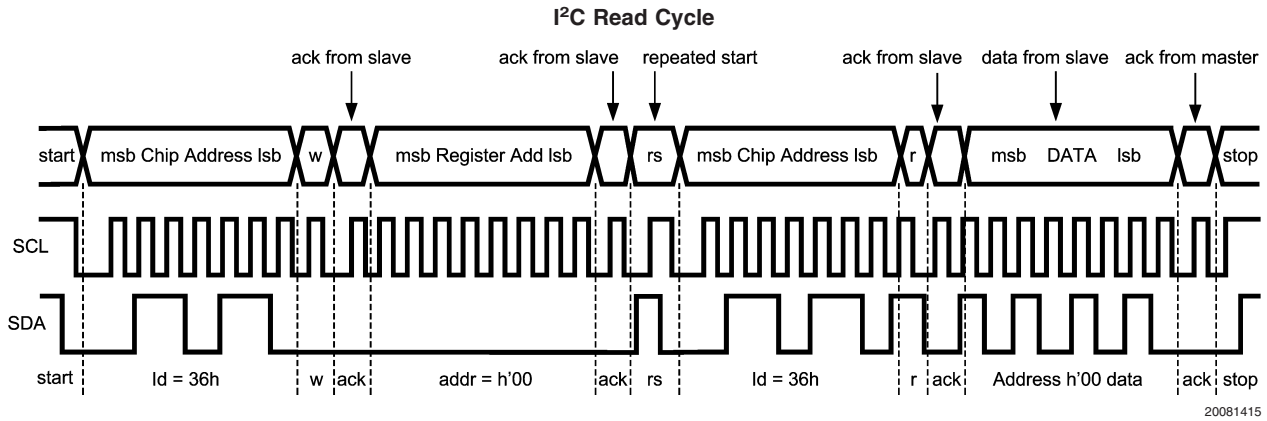 I²C Read Cycle
ack from slave ack from slave repeated start ack from slave data from slave ack from master
start msb Chip Address lsb w msb Register Add lsb rs msb Chip Address lsb r msb DATA lsb stop
SCL
SDA
start Id = 36h w ack addr = h'00 ack rs Id = 36h r ack Address h'00 data ack stop
20081415